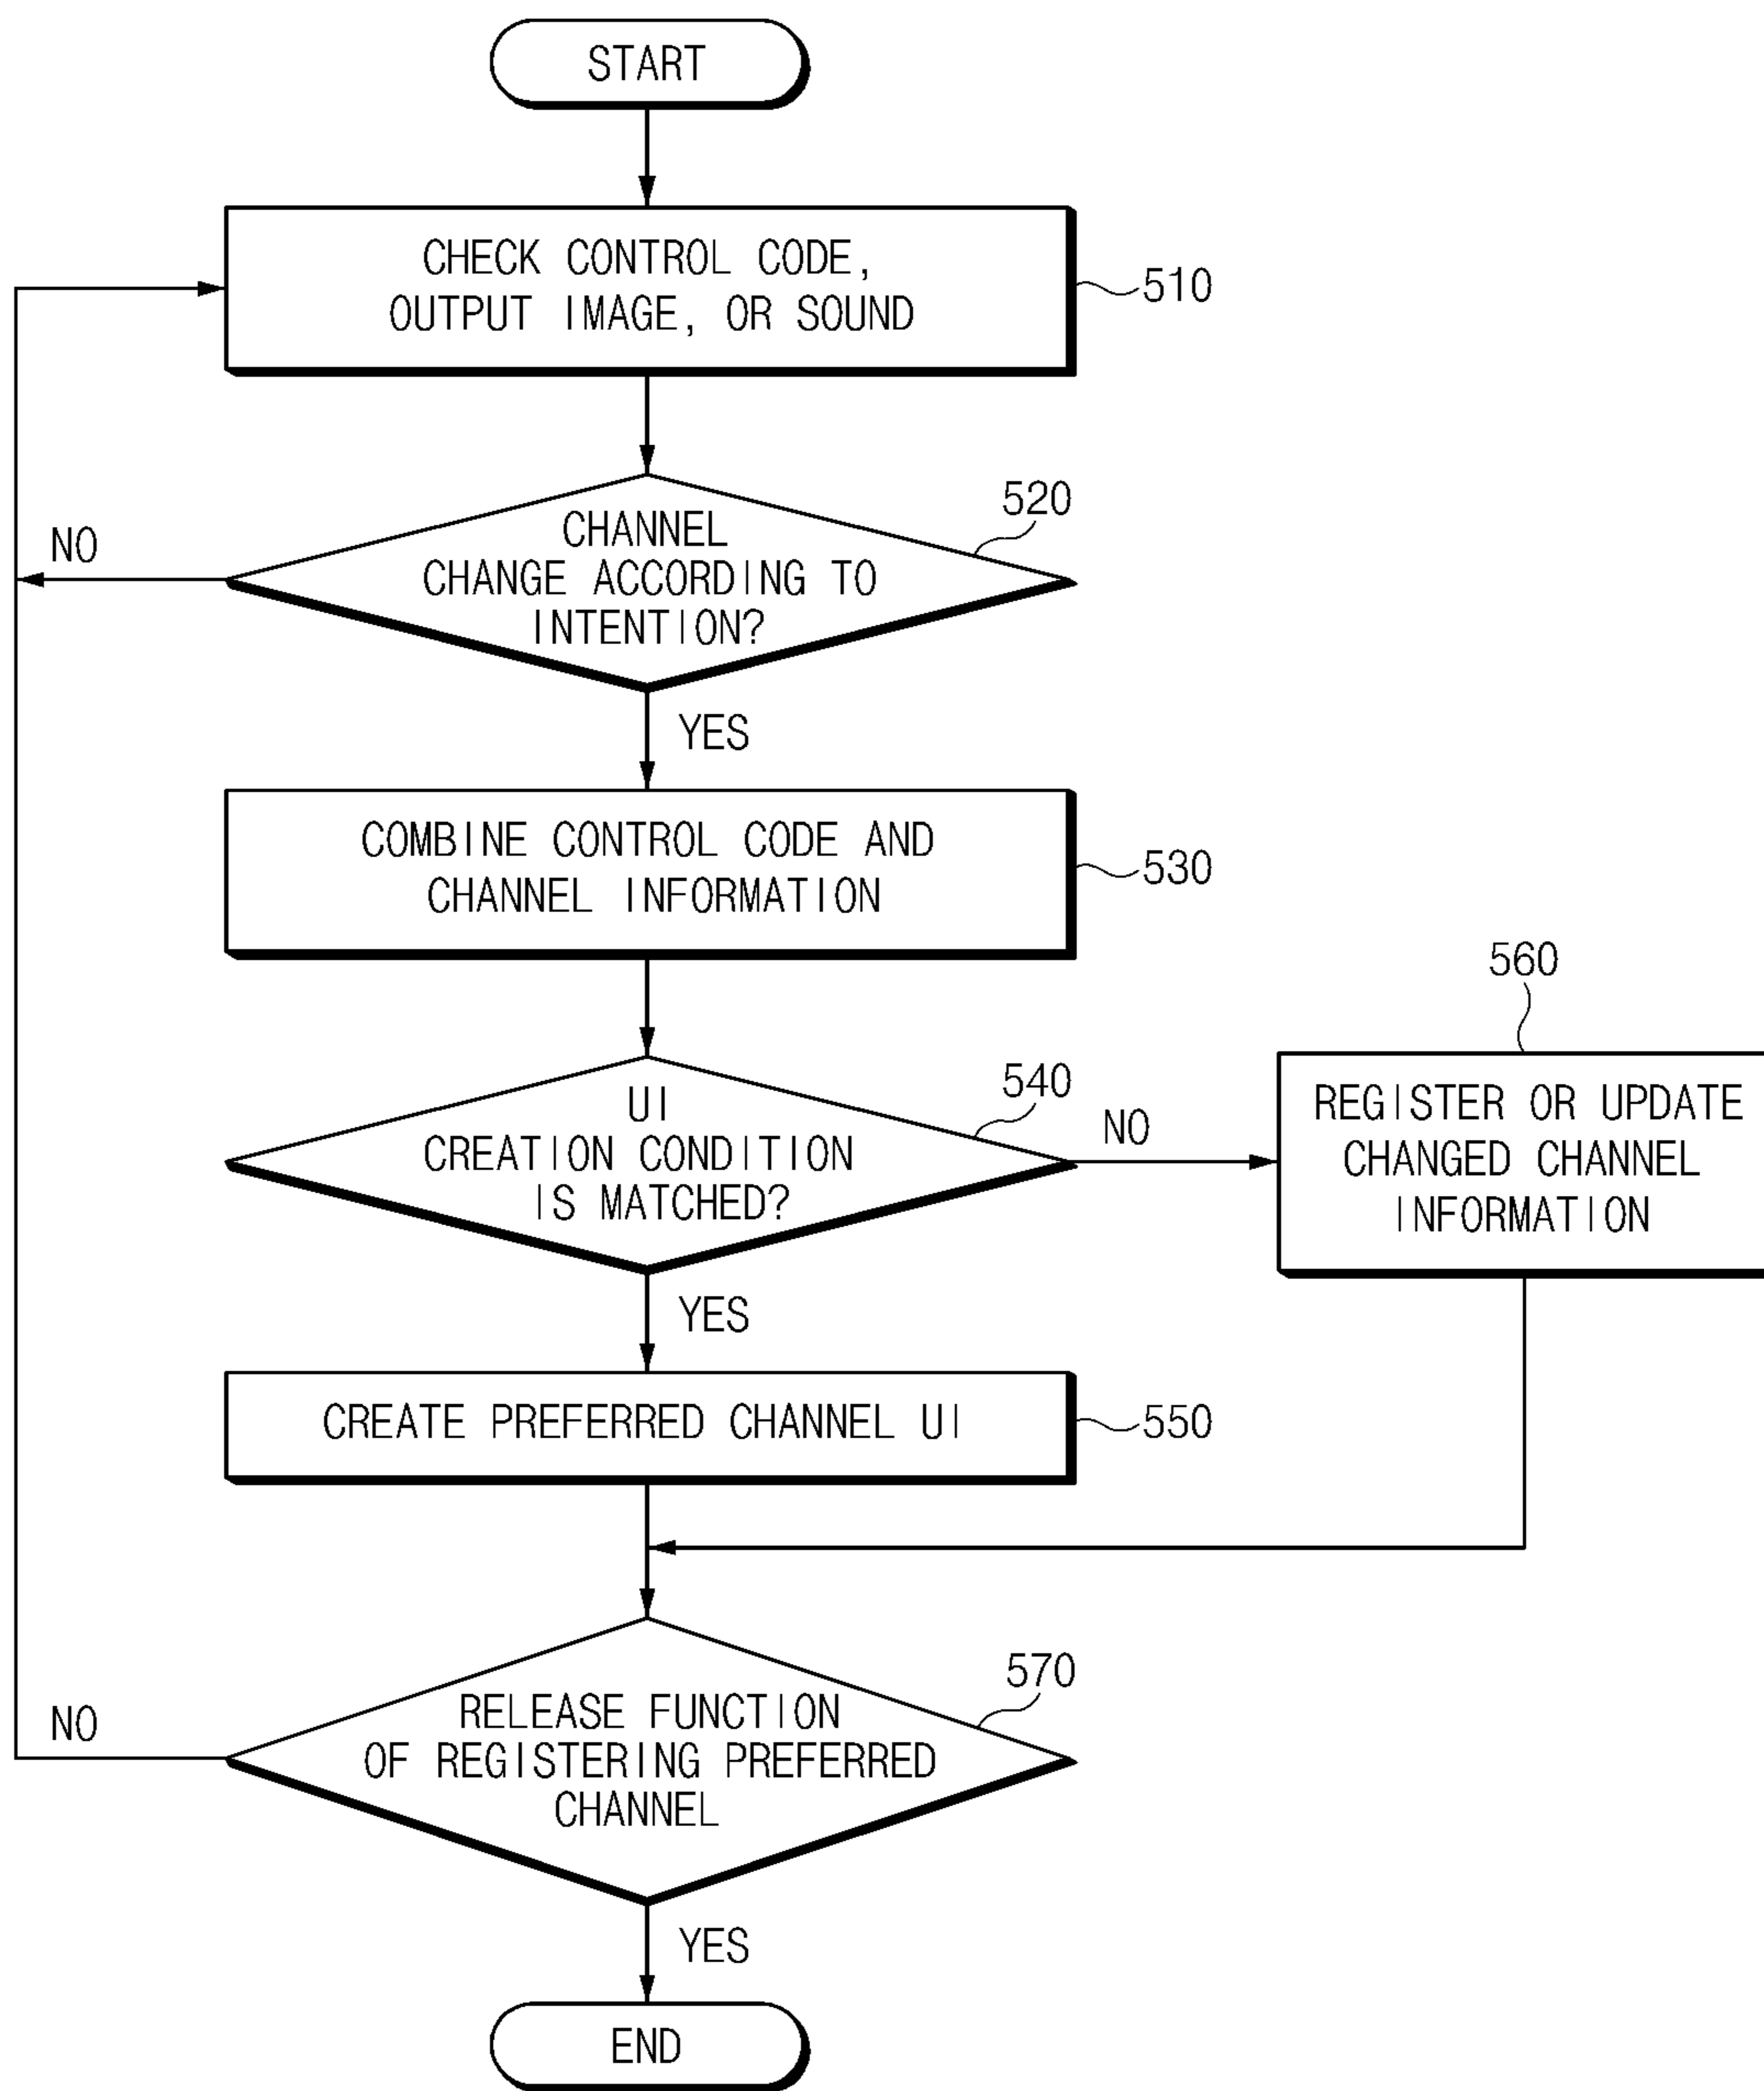 START
CHECK CONTROL CODE,
OUTPUT IMAGE, OR SOUND
510
520
CHANNEL
CHANGE ACCORDING TO
INTENTION?
NO
YES
COMBINE CONTROL CODE AND
CHANNEL INFORMATION
530
540
UI
CREATION CONDITION
IS MATCHED?
NO
560
REGISTER OR UPDATE
CHANGED CHANNEL
INFORMATION
YES
CREATE PREFERRED CHANNEL UI
550
570
RELEASE FUNCTION
OF REGISTERING PREFERRED
CHANNEL
NO
YES
END